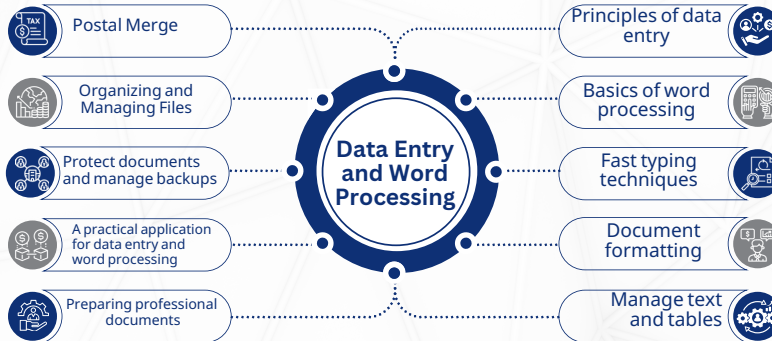 Postal Merge
Organizing and
Managing Files
Protect documents
and manage backups
A practical application
for data entry and
word processing
Preparing professional
documents
Data Entry
and Word
Processing
Principles of data
entry
Basics of word
processing
Fast typing
techniques
Document
formatting
Manage text
and tables
TAX